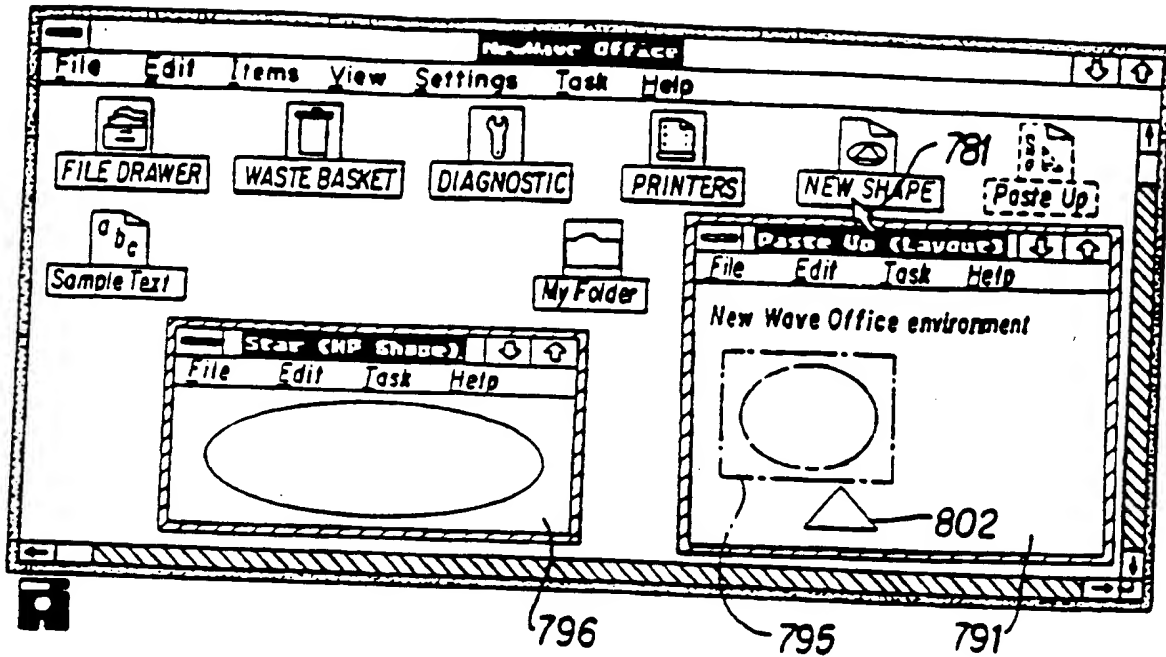 NewWave Office
File Edit Items View Settings Task Help
FILE DRAWER WASTE BASKET DIAGNOSTIC PRINTERS NEW SHAPE Paste Up
781
abc
Sample Text My Folder
Paste Up (Layout)
File Edit Task Help
New Wave Office environment
Star (HP Shape)
File Edit Task Help
802
796 795 791